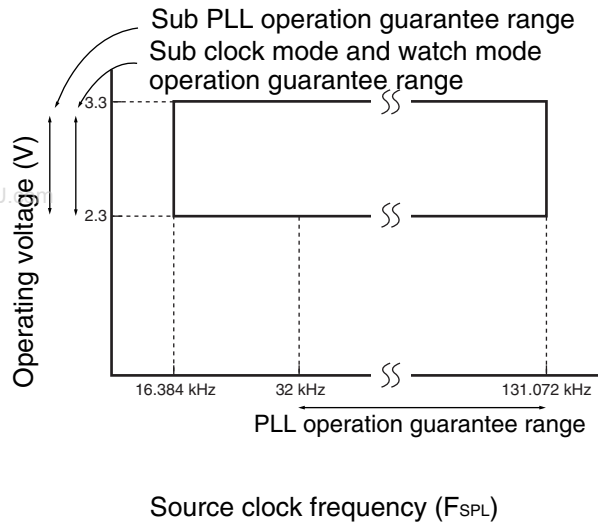 Sub PLL operation guarantee range
Sub clock mode and watch mode
operation guarantee range
3.3
Operating voltage (V)
2.3
16.384 kHz
32 kHz
131.072 kHz
PLL operation guarantee range
Source clock frequency (FSPL)